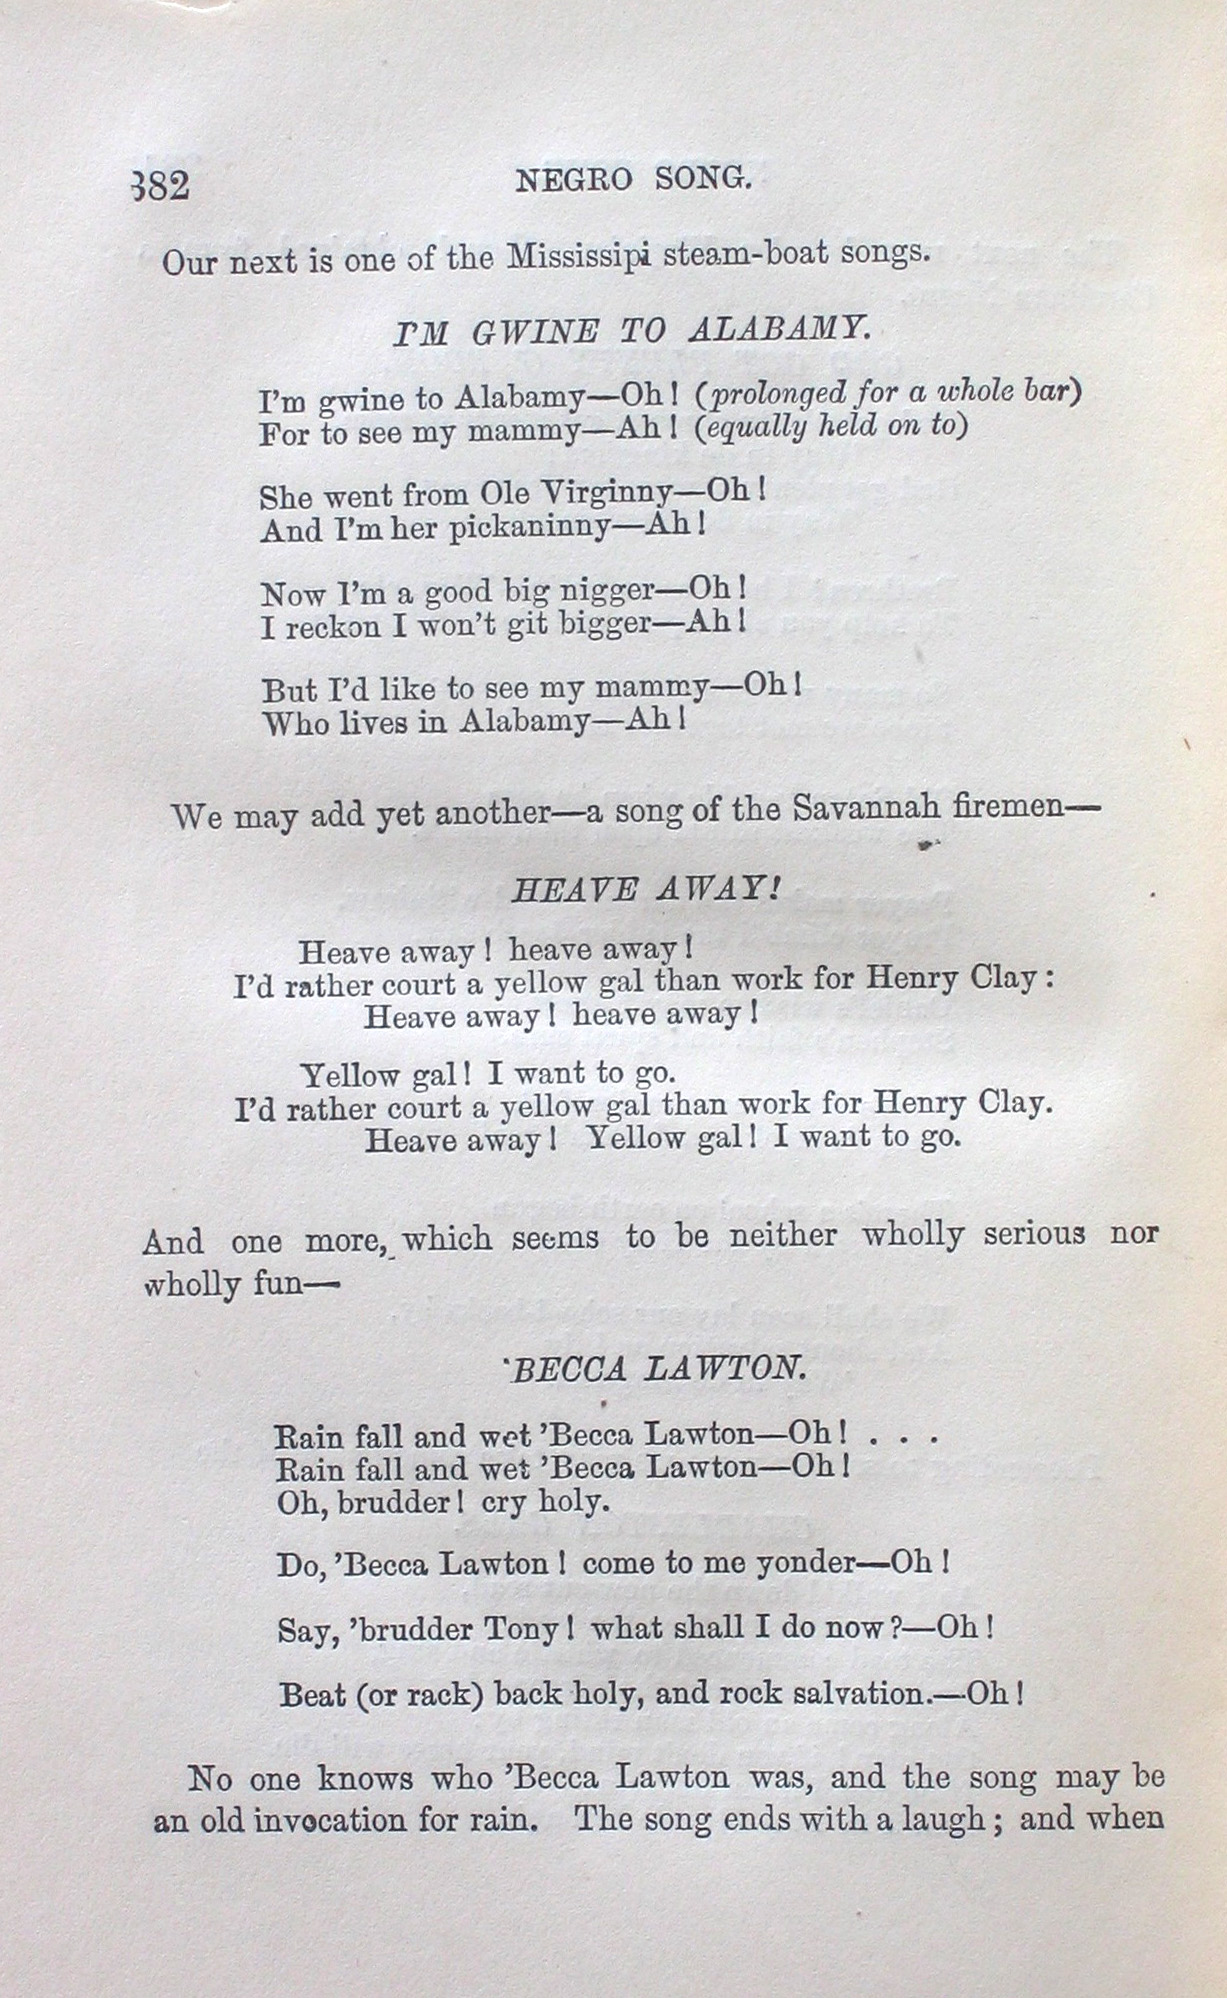 382
NEGRO SONG.
Our next is one of the Mississipi steam-boat songs.
I'M GWINE TO ALABAMY.
I'm gwine to Alabamy—Oh! (prolonged for a whole bar)
For to see my mammy—Ah! (equally held on to)
She went from Ole Virginny—Oh!
And I'm her pickaninny—Ah!
Now I'm a good big nigger—Oh!
I reckon I won't git bigger—Ah!
But I'd like to see my mammy—Oh!
Who lives in Alabamy—Ah!
We may add yet another—a song of the Savannah firemen—
HEAVE AWAY!
Heave away! heave away!
I'd rather court a yellow gal than work for Henry Clay:
Heave away! heave away!
Yellow gal! I want to go.
I'd rather court a yellow gal than work for Henry Clay.
Heave away! Yellow gal! I want to go.
And one more, which seems to be neither wholly serious nor
wholly fun—
'BECCA LAWTON.
Rain fall and wet 'Becca Lawton—Oh! . . .
Rain fall and wet 'Becca Lawton—Oh!
Oh, brudder! cry holy.
Do, 'Becca Lawton! come to me yonder—Oh!
Say, 'brudder Tony! what shall I do now?—Oh!
Beat (or rack) back holy, and rock salvation.—Oh!
No one knows who 'Becca Lawton was, and the song may be
an old invocation for rain. The song ends with a laugh; and when